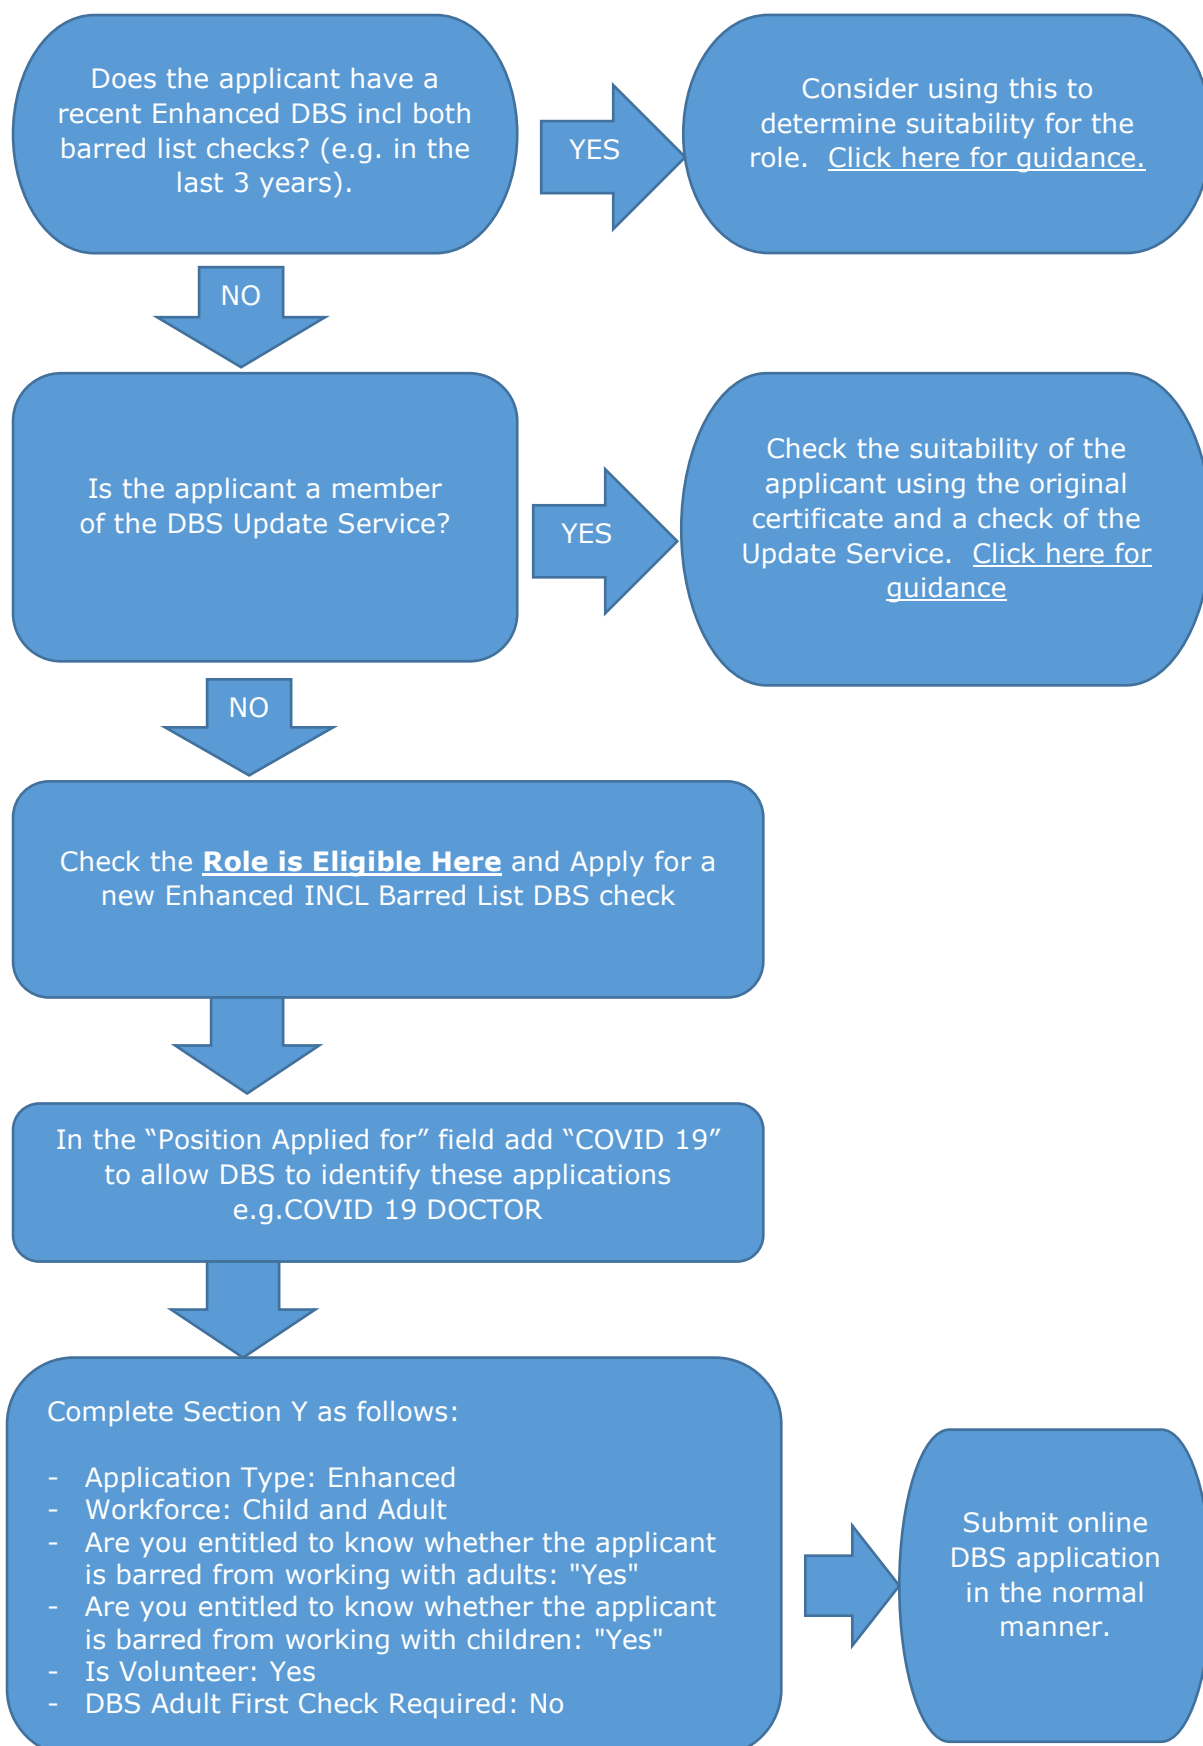 Does the applicant have a
recent Enhanced DBS incl both
barred list checks? (e.g. in the
last 3 years).
YES
Consider using this to
determine suitability for the
role.  Click here for guidance.
NO
Is the applicant a member
of the DBS Update Service?
YES
Check the suitability of the
applicant using the original
certificate and a check of the
Update Service.  Click here for
guidance
NO
Check the Role is Eligible Here and Apply for a
new Enhanced INCL Barred List DBS check
In the “Position Applied for” field add “COVID 19”
to allow DBS to identify these applications
e.g.COVID 19 DOCTOR
Complete Section Y as follows:
- Application Type: Enhanced
- Workforce: Child and Adult
- Are you entitled to know whether the applicant
is barred from working with adults: "Yes"
- Are you entitled to know whether the applicant
is barred from working with children: "Yes"
- Is Volunteer: Yes
- DBS Adult First Check Required: No
Submit online
DBS application
in the normal
manner.